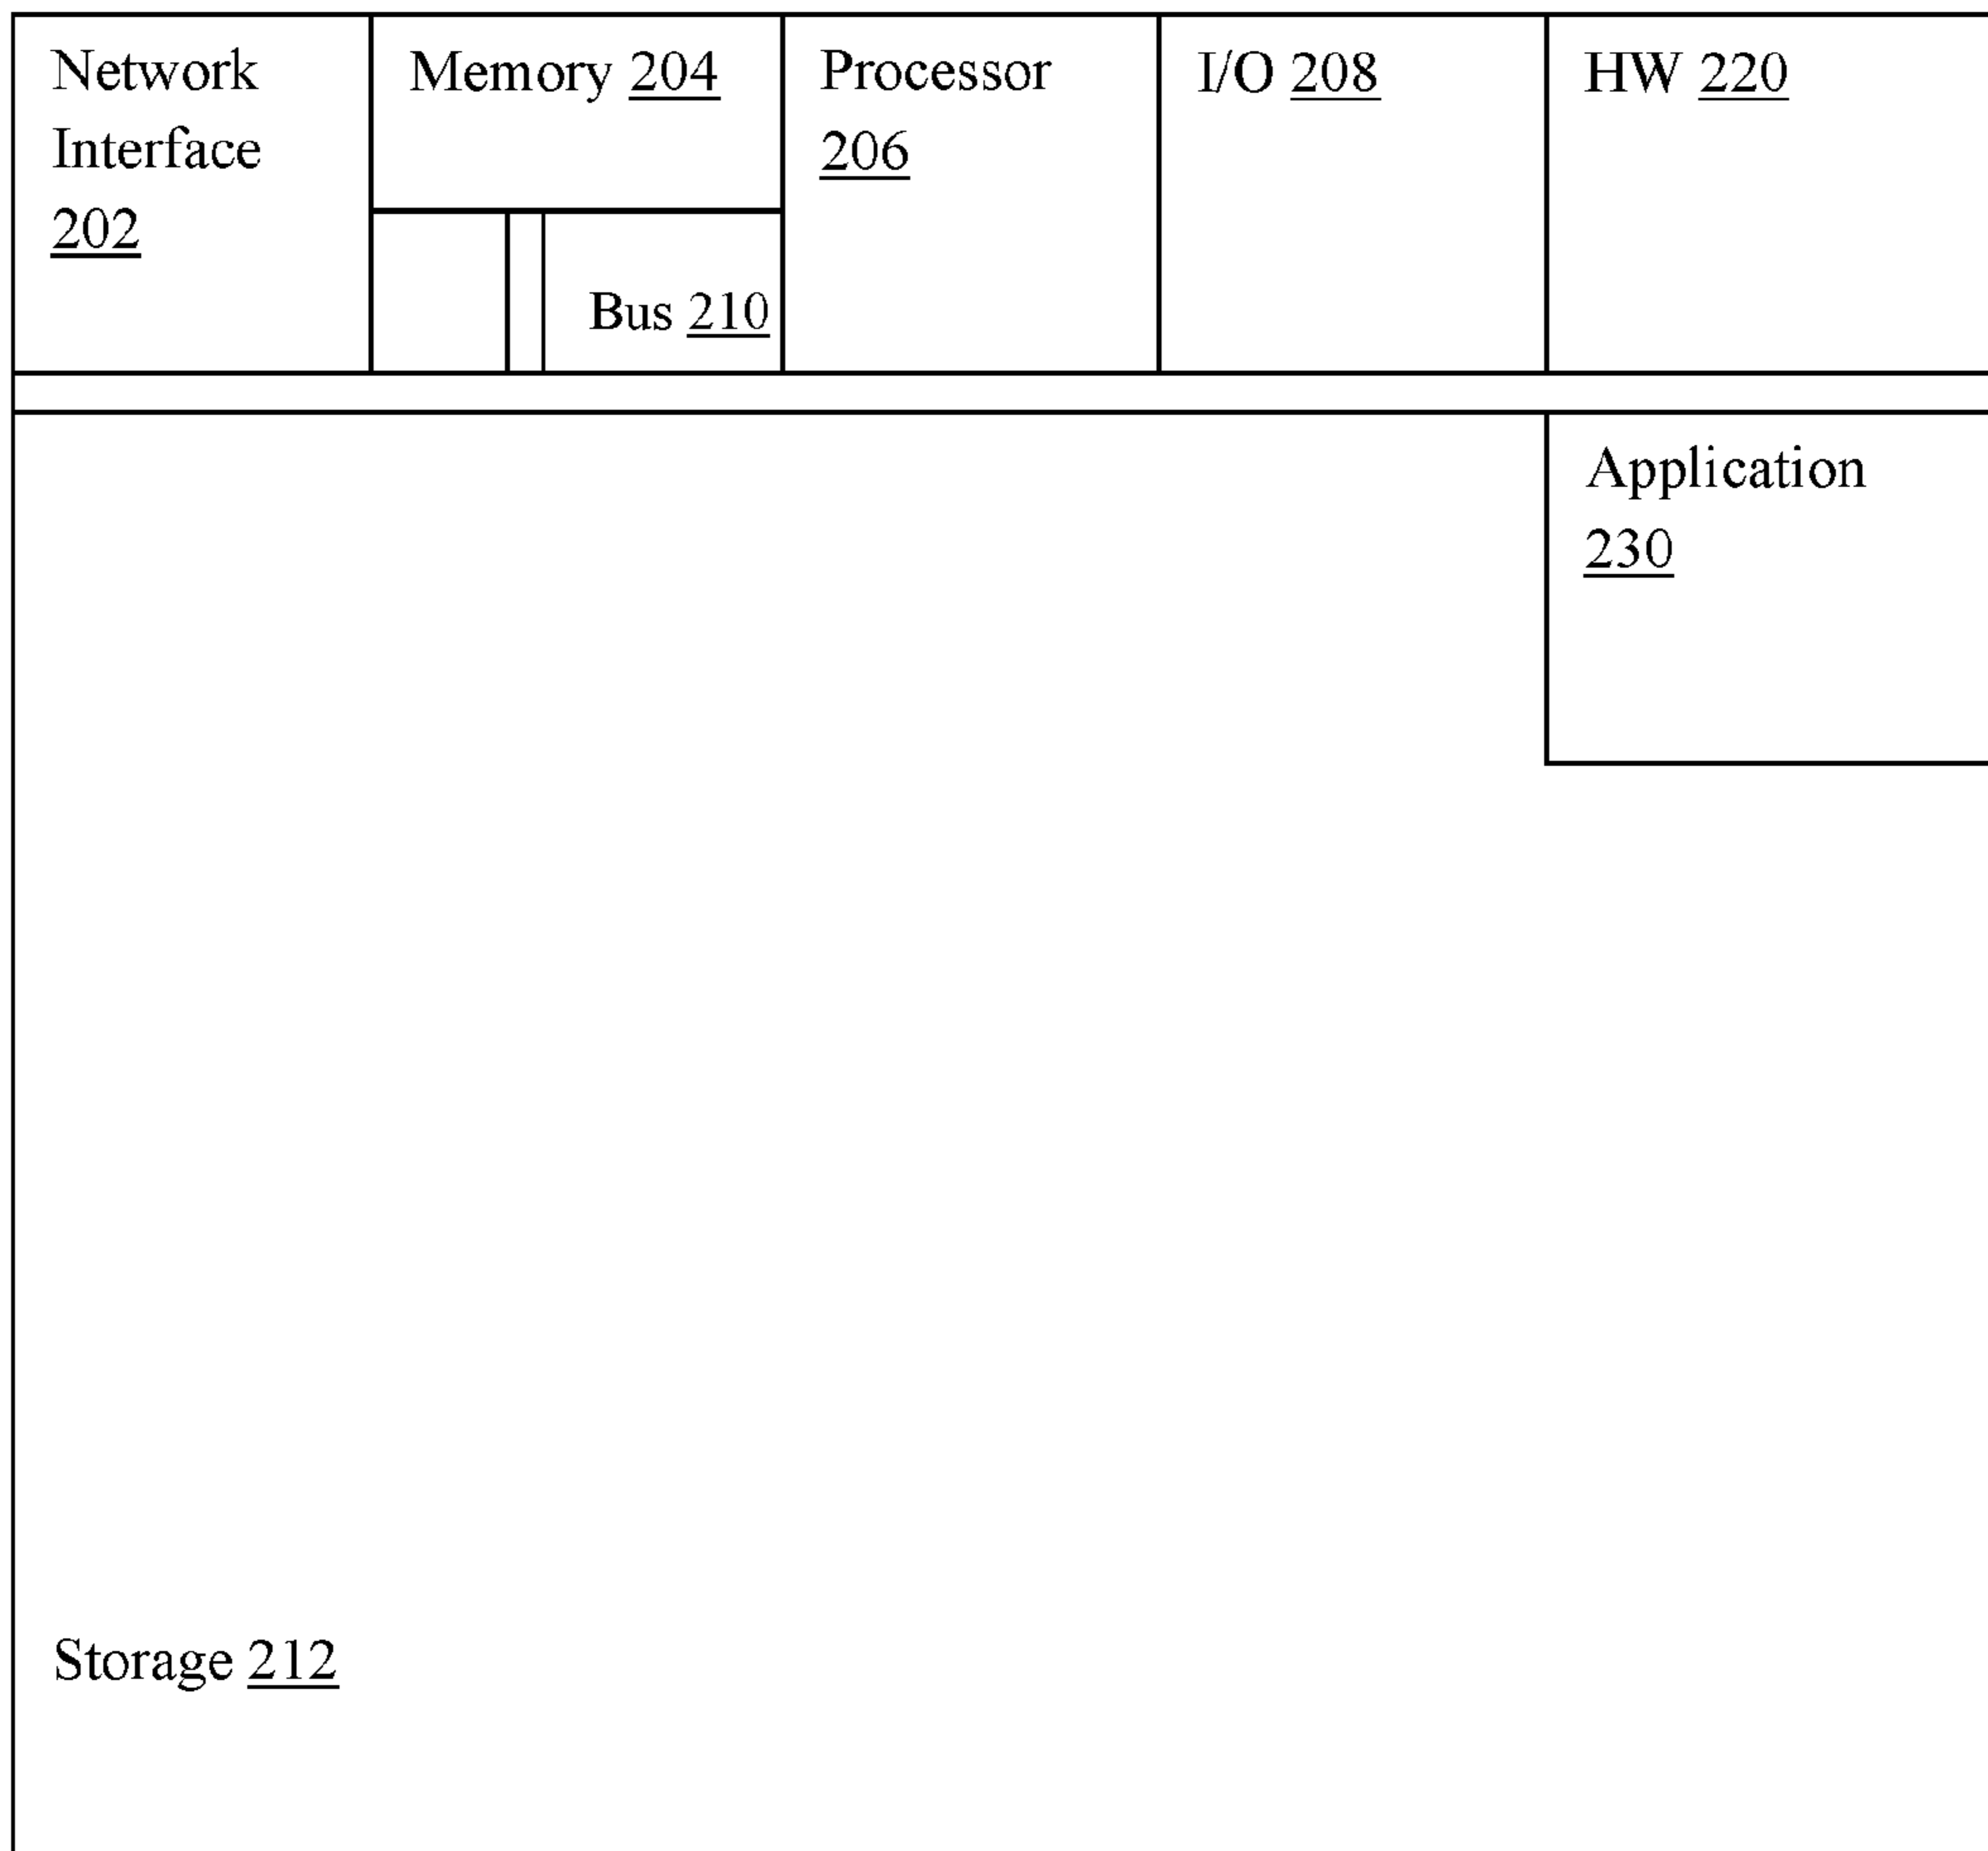 Network
Interface
202
Memory 204
Processor
206
I/O 208
HW 220
Bus 210
Application
230
Storage 212